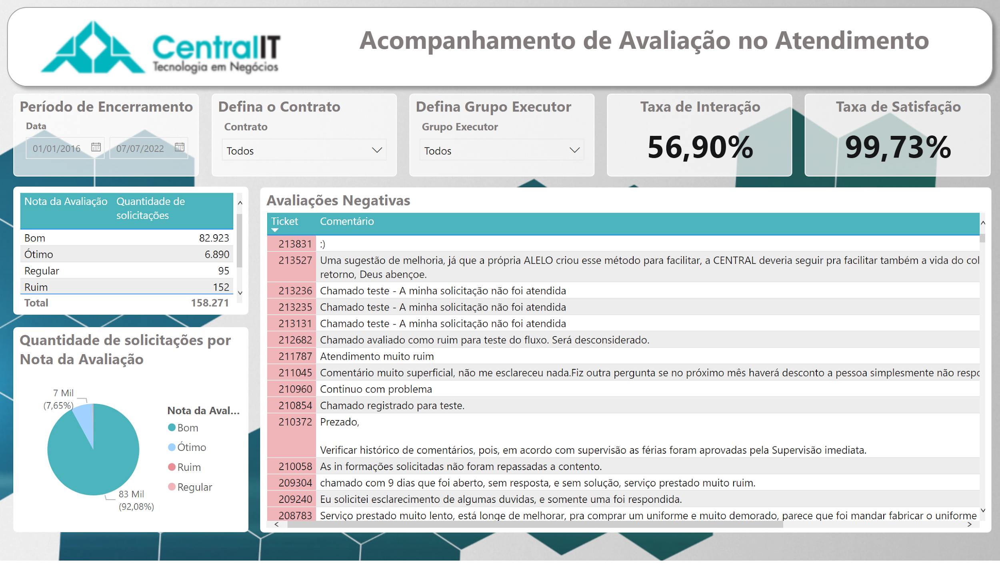 CentralIT
Tecnologia em Negócios
Acompanhamento de Avaliação no Atendimento
Período de Encerramento
Data
01/01/2016
07/07/2022
Defina o Contrato
Contrato
Todos
Defina Grupo Executor
Grupo Executor
Todos
Taxa de Interação
56,90%
Taxa de Satisfação
99,73%
Nota da Avaliação Quantidade de
solicitações
Bom 82.923
Ótimo 6.890
Regular 95
Ruim 152
Total 158.271
Quantidade de solicitações por
Nota da Avaliação
7 Mil
(7,65%)
83 Mil
(92,08%)
Nota da Aval...
Bom
Ótimo
Ruim
Regular
Avaliações Negativas
Ticket Comentário
213831 :)
213527 Uma sugestão de melhoria, já que a própria ALELO criou esse método para facilitar, a CENTRAL deveria seguir pra facilitar também a vida do col
retorno, Deus abençoe.
213236 Chamado teste - A minha solicitação não foi atendida
213235 Chamado teste - A minha solicitação não foi atendida
213131 Chamado teste - A minha solicitação não foi atendida
212682 Chamado avaliado como ruim para teste do fluxo. Será desconsiderado.
211787 Atendimento muito ruim
211045 Comentário muito superficial, não me esclareceu nada.Fiz outra pergunta se no próximo mês haverá desconto a pessoa simplesmente não respo
210960 Continuo com problema
210854 Chamado registrado para teste.
210372 Prezado,
Verificar histórico de comentários, pois, em acordo com supervisão as férias foram aprovadas pela Supervisão imediata.
210058 As in formações solicitadas não foram repassadas a contento.
209304 chamado com 9 dias que foi aberto, sem resposta, e sem solução, serviço prestado muito ruim.
209240 Eu solicitei esclarecimento de algumas duvidas, e somente uma foi respondida.
208783 Serviço prestado muito lento, está longe de melhorar, pra comprar um uniforme e muito demorado, parece que foi mandar fabricar o uniforme